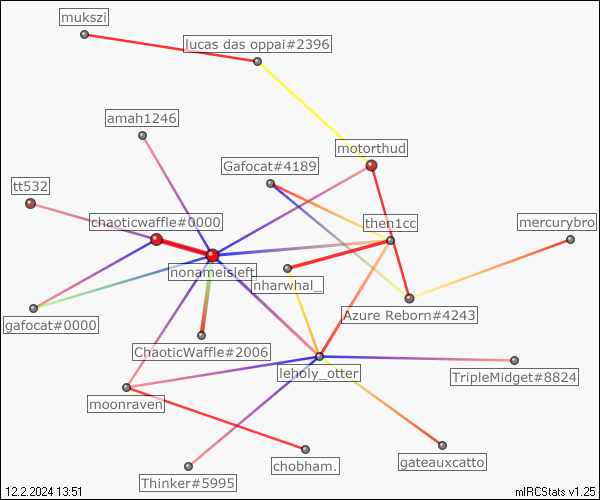 mukszi
lucas das oppai#2396
amah1246
motorthud
Gafocat#4189
tt532
chaoticwaffle#0000
then1cc
mercurybro
nonameisleft
nharwhal_
Azure Reborn#4243
gafocat#0000
ChaoticWaffle#2006
leholy_otter
TripleMidget#8824
moonraven
chobham.
gateauxcatto
Thinker#5995
12.2.2024 13:51
mIRCStats v1.25